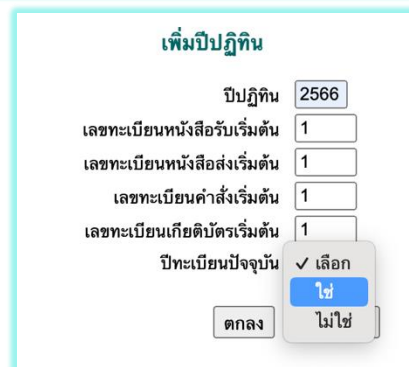 เพิ่มปีปฏิทิน
ปีปฏิทิน 2566
เลขทะเบียนหนังสือรับเริ่มต้น 1
เลขทะเบียนหนังสือส่งเริ่มต้น 1
เลขทะเบียนคำสั่งเริ่มต้น 1
เลขทะเบียนเกียติบัตรเริ่มต้น 1
ปีทะเบียนปัจจุบัน ✓ เลือก
ใช่
ตกลง ไม่ใช่